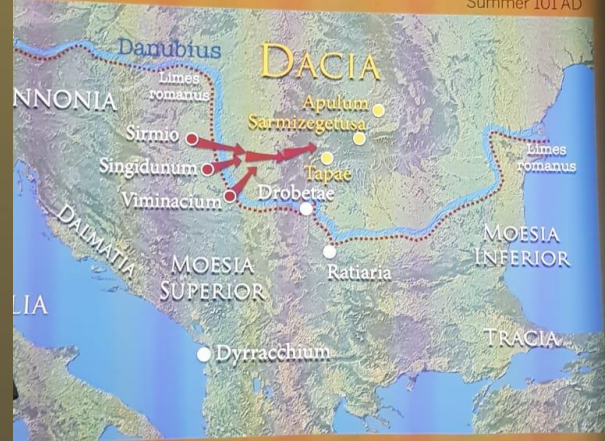 Summer 101 AD
Danubius
DACIA
Limes
romanus
NNONIA
Apulum
Sarmizegetusa
Sirmio
Limes
romanus
Singidunum
Tapae
Viminacium
Drobetae
DALMATIA
MOESIA
INFERIOR
MOESIA
SUPERIOR
Ratiaria
LIA
TRACIA
Dyrracchium